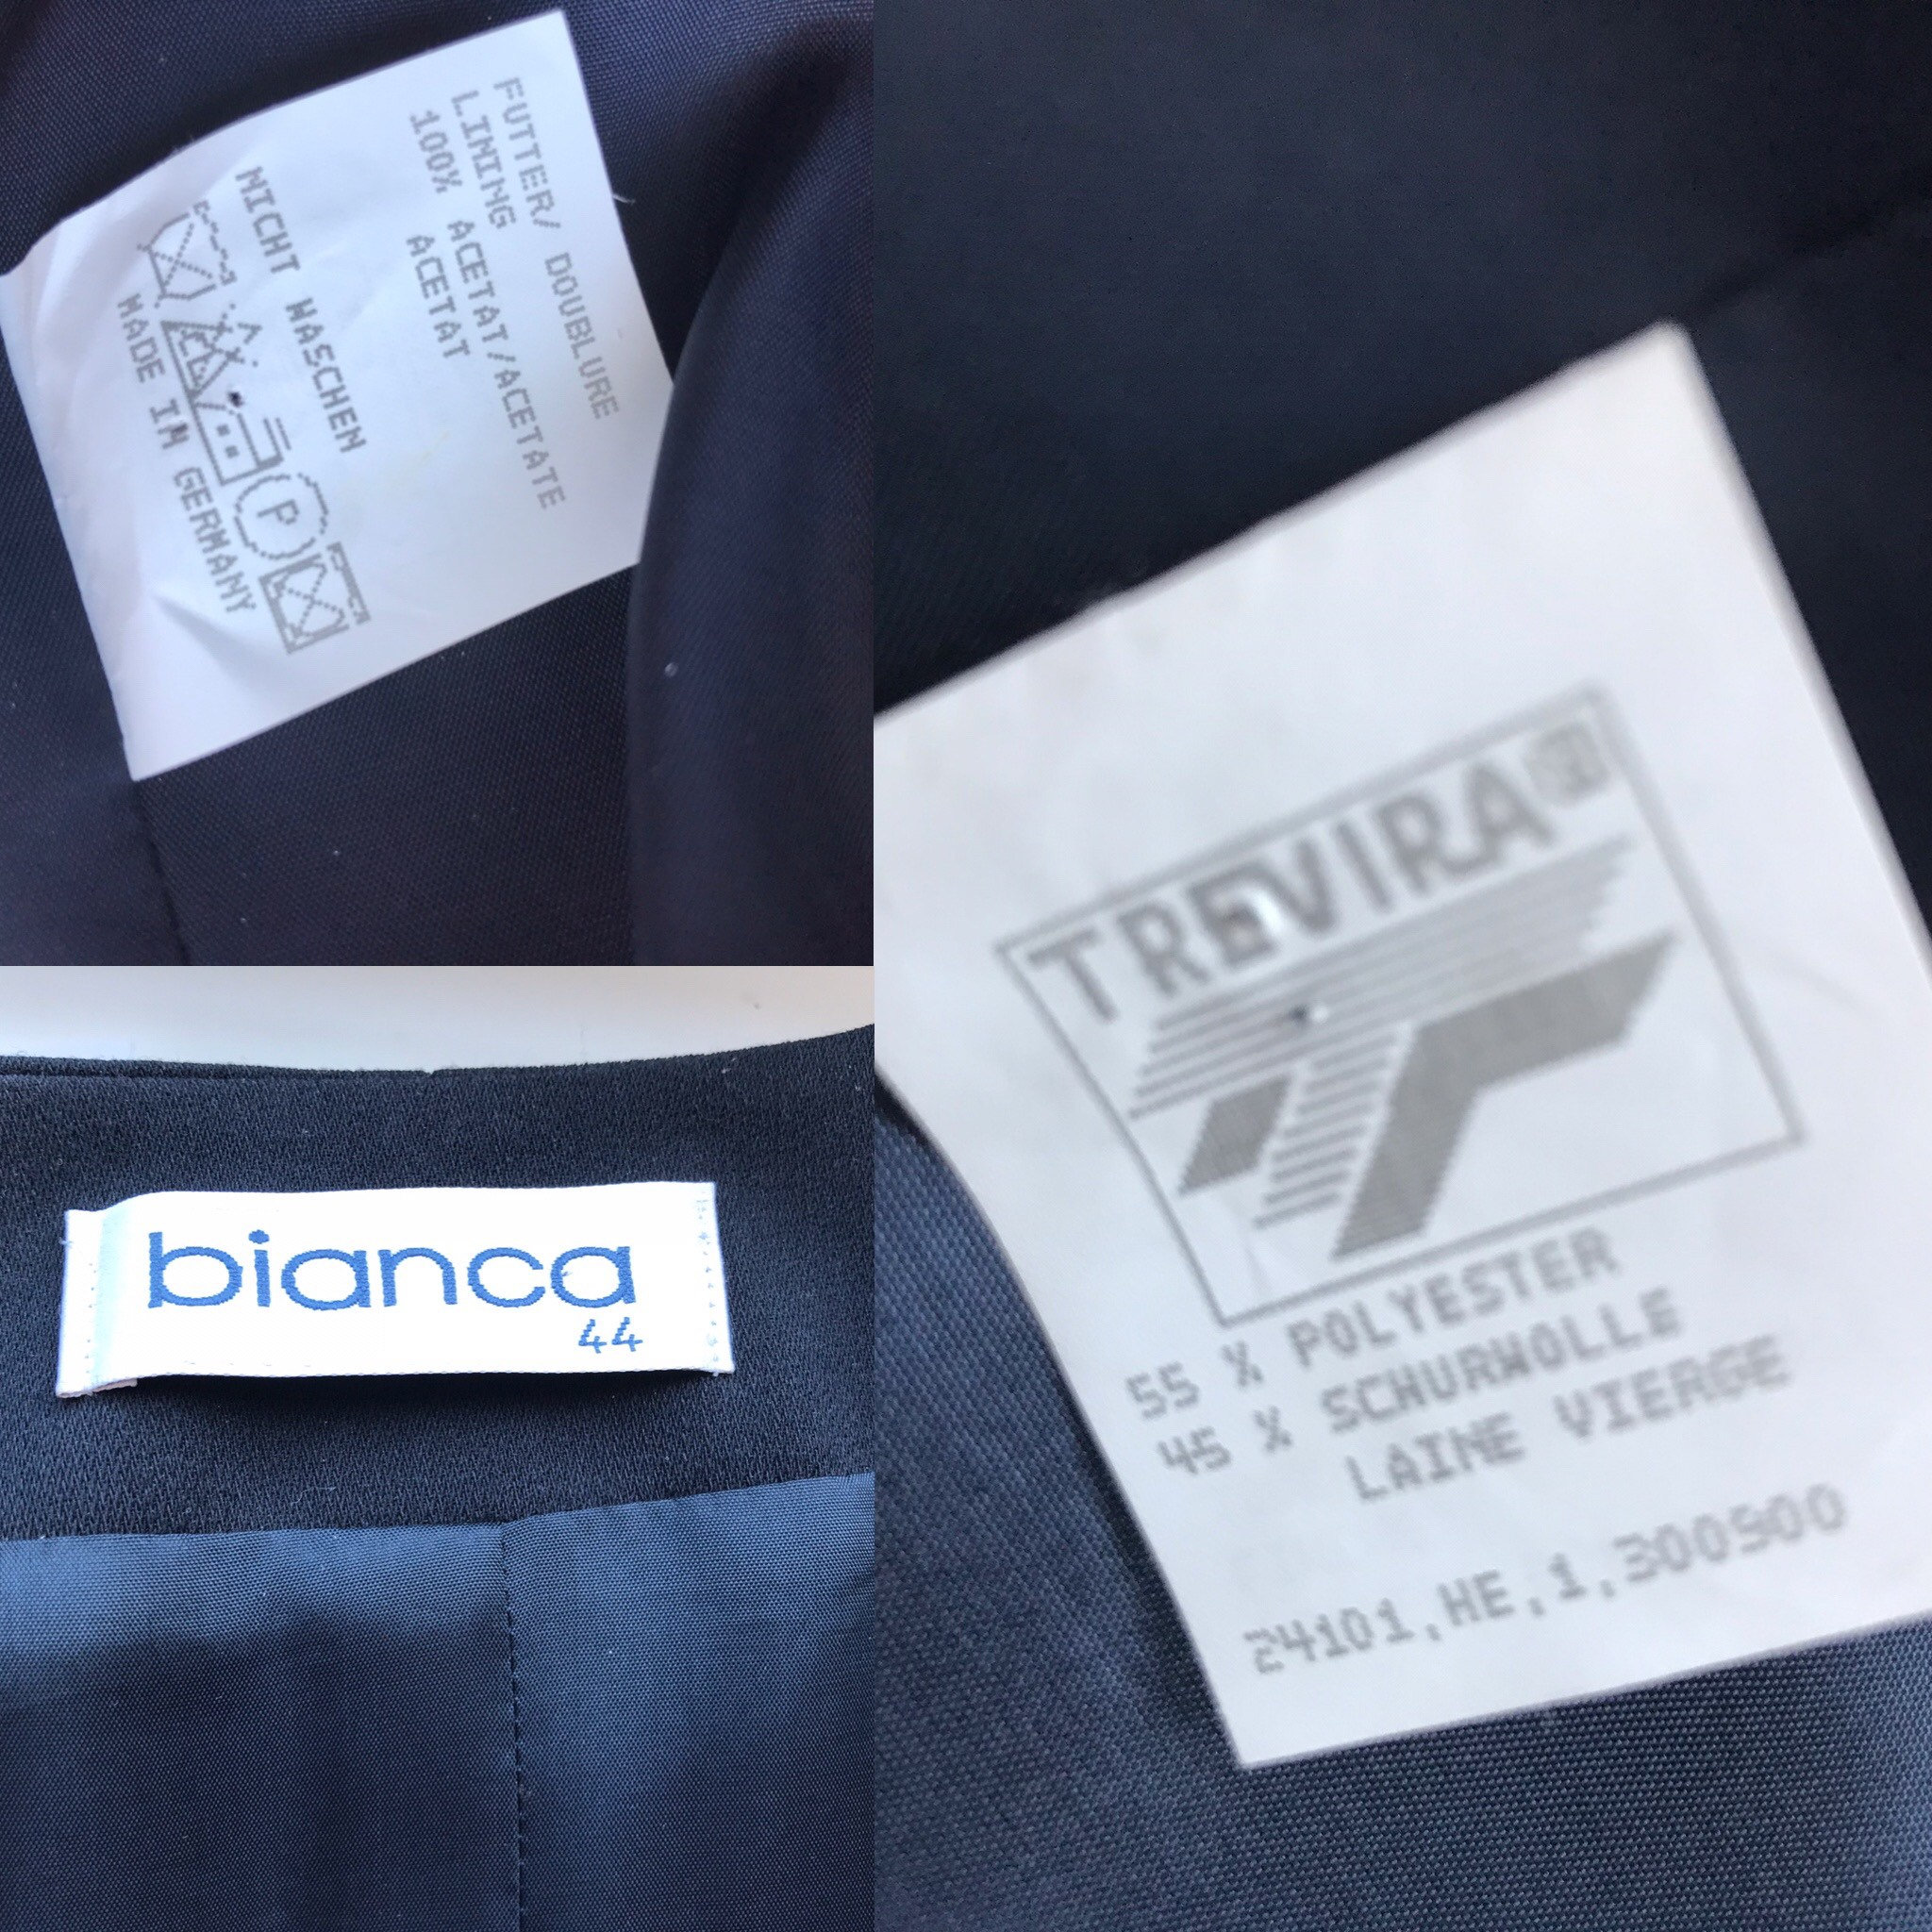 FUTTER/ DOUBLURE
LINING
100% ACETAT/ACETATE
ACETAT
NICHT WASCHEN
P
MADE IN GERMANY
bianca
44
TREVIRA®
55 % POLYESTER
45 % SCHURWOLLE
LAINE VIERGE
24101,HE,1,300900